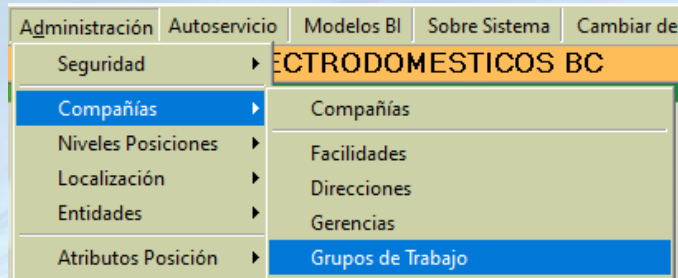 Administración Autoservicio Modelos BI Sobre Sistema Cambiar de
ECTRODOMESTICOS BC
Seguridad
Compañías
Niveles Posiciones
Localización
Entidades
Atributos Posición
Compañías
Facilidades
Direcciones
Gerencias
Grupos de Trabajo